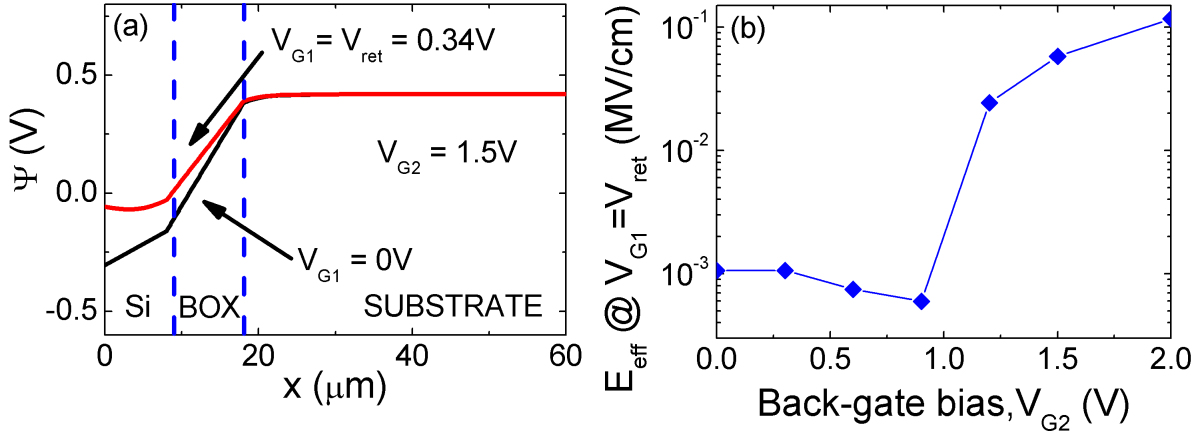 (a)
V_G1 = V_ret = 0.34V
0.5
0.0
-0.5
Ψ (V)
V_G2 = 1.5V
V_G1 = 0V
Si
BOX
SUBSTRATE
0
20
40
60
x (μm)
(b)
10^-1
10^-2
10^-3
E_eff @ V_G1=V_ret (MV/cm)
0.0
0.5
1.0
1.5
2.0
Back-gate bias,V_G2 (V)